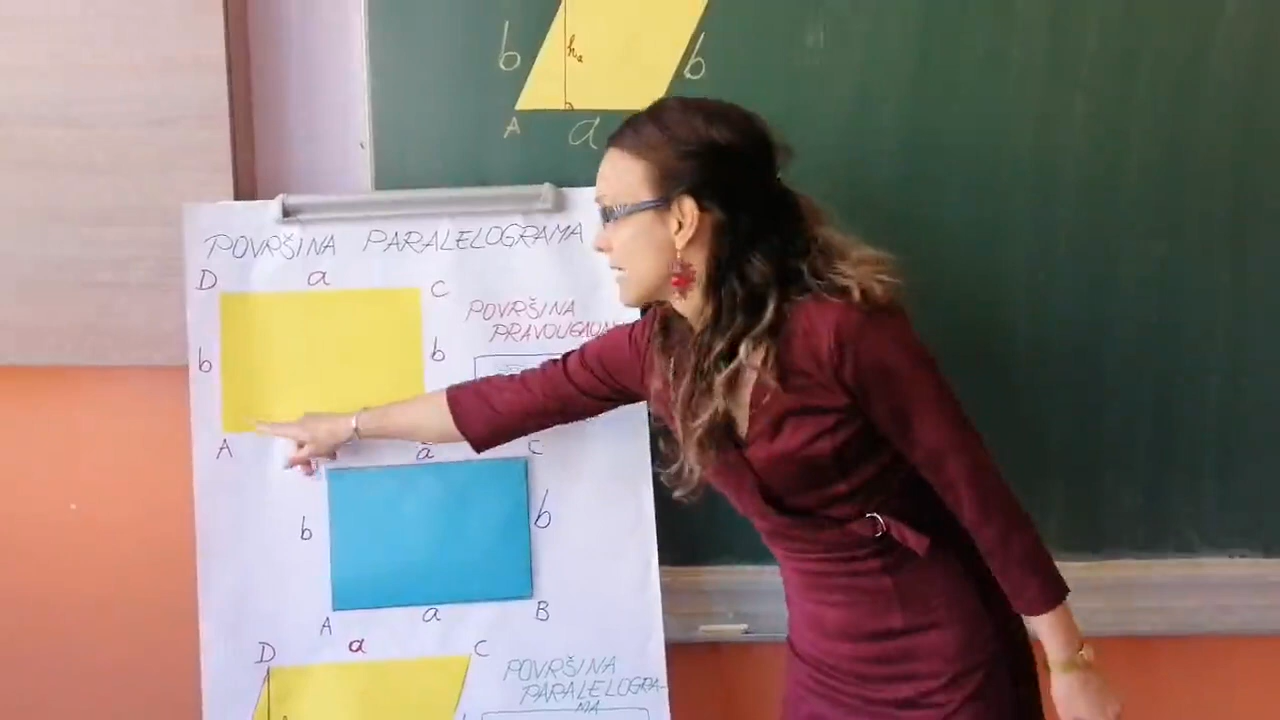 b hₐ b
A a
POVRŠINA PARALELOGRAMA
D a C
POVRŠINA
b b
A
a C
b b
A a B
D a C
POVRŠINA
PARALELOGRA-
MA